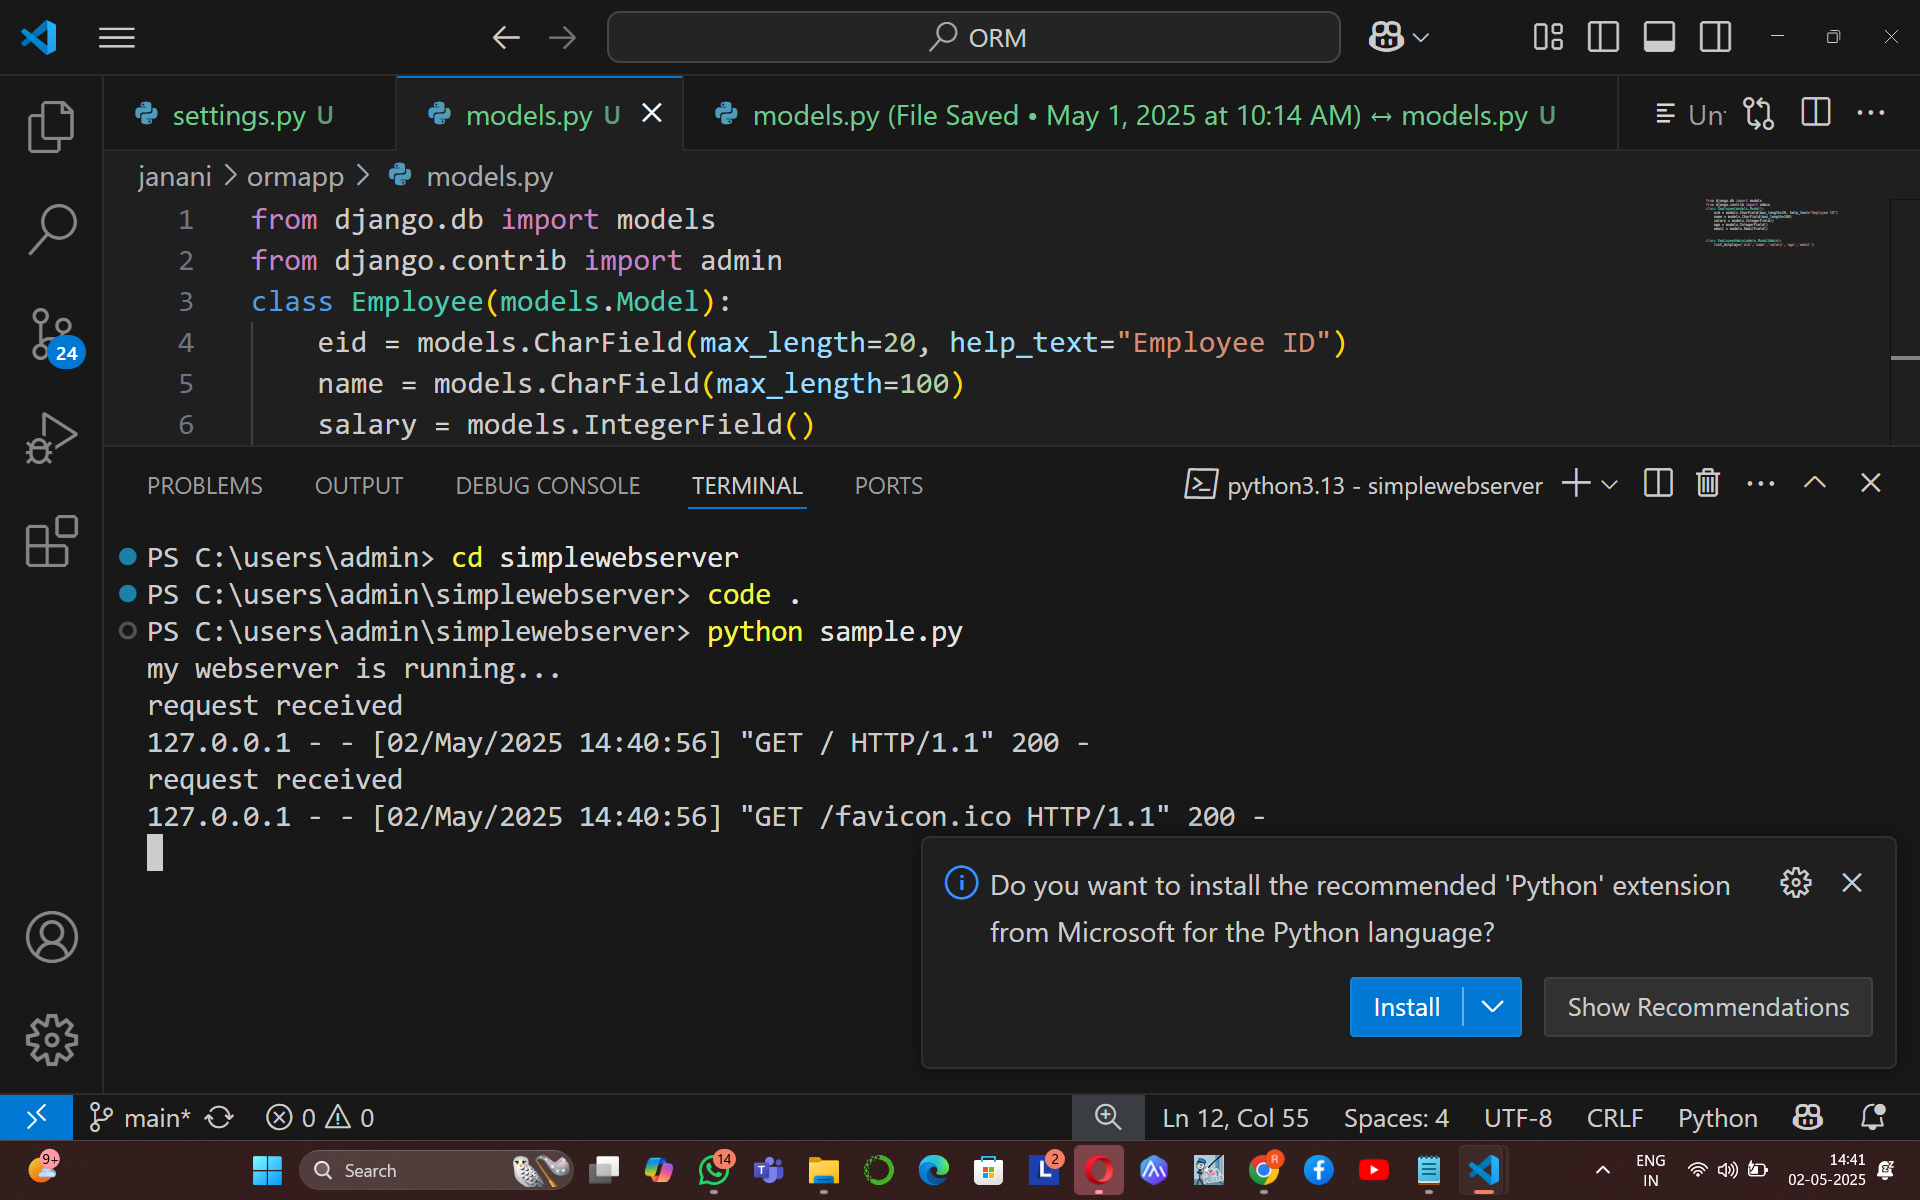 ORM
settings.py U
models.py U
models.py (File Saved • May 1, 2025 at 10:14 AM) ↔ models.py U
Un
janani > ormapp > models.py
1 from django.db import models
2 from django.contrib import admin
3 class Employee(models.Model):
4 eid = models.CharField(max_length=20, help_text="Employee ID")
5 name = models.CharField(max_length=100)
6 salary = models.IntegerField()
24
PROBLEMS OUTPUT DEBUG CONSOLE TERMINAL PORTS
python3.13 - simplewebserver
PS C:\users\admin> cd simplewebserver
PS C:\users\admin\simplewebserver> code .
PS C:\users\admin\simplewebserver> python sample.py
my webserver is running...
request received
127.0.0.1 - - [02/May/2025 14:40:56] "GET / HTTP/1.1" 200 -
request received
127.0.0.1 - - [02/May/2025 14:40:56] "GET /favicon.ico HTTP/1.1" 200 -
Do you want to install the recommended 'Python' extension
from Microsoft for the Python language?
Install
Show Recommendations
main* 0 0
Ln 12, Col 55 Spaces: 4 UTF-8 CRLF Python
9+
Search
14
2
R
ENG
IN
14:41
02-05-2025